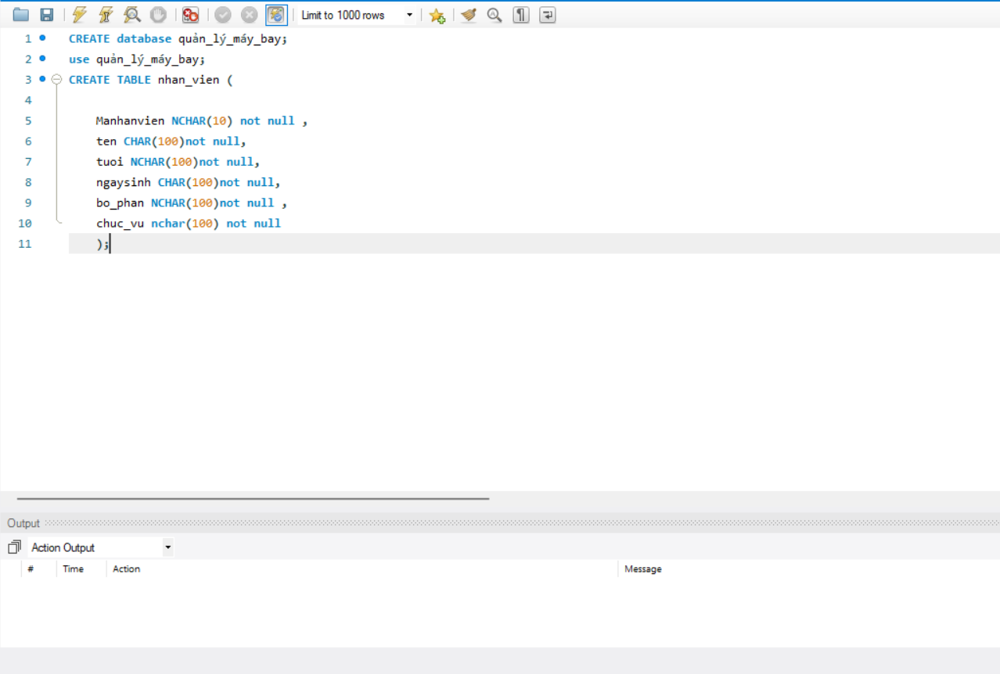 Limit to 1000 rows
1 CREATE database quản_lý_máy_bay;
2 use quản_lý_máy_bay;
3 CREATE TABLE nhan_vien (
4
5 Manhanvien NCHAR(10) not null ,
6 ten CHAR(100)not null,
7 tuoi NCHAR(100)not null,
8 ngaysinh CHAR(100)not null,
9 bo_phan NCHAR(100)not null ,
10 chuc_vu nchar(100) not null
11 );
Output
Action Output
# Time Action Message